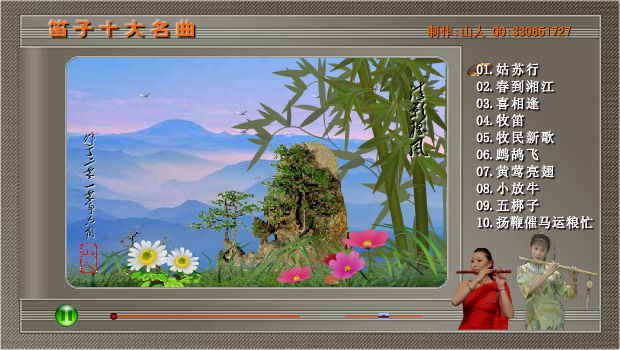 笛子十大名曲
制作:山人 QQ:330651727
01.姑苏行
02.春到湘江
03.喜相逢
04.牧笛
05.牧民新歌
06.鹧鸪飞
07.黄莺亮翅
08.小放牛
09.五梆子
10.扬鞭催马运粮忙
山人